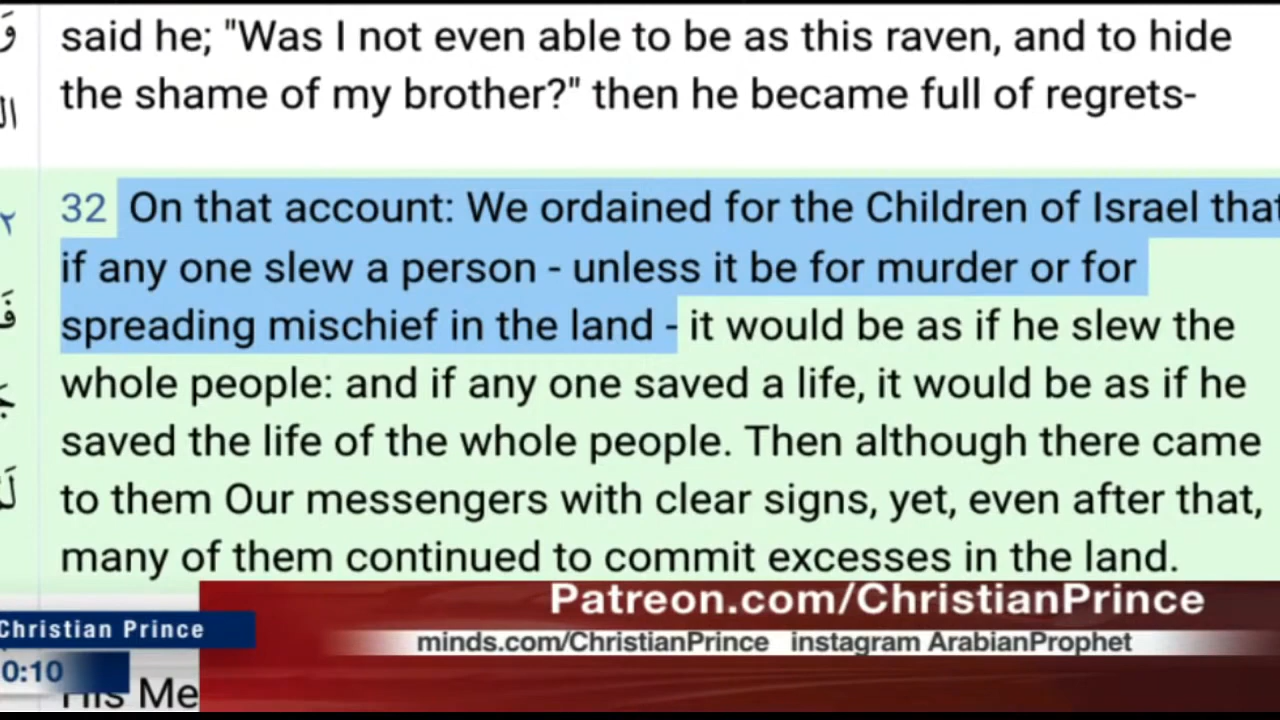 said he; "Was I not even able to be as this raven, and to hide
the shame of my brother?" then he became full of regrets-
32 On that account: We ordained for the Children of Israel that
if any one slew a person - unless it be for murder or for
spreading mischief in the land - it would be as if he slew the
whole people: and if any one saved a life, it would be as if he
saved the life of the whole people. Then although there came
to them Our messengers with clear signs, yet, even after that,
many of them continued to commit excesses in the land.
Patreon.com/ChristianPrince
Christian Prince
minds.com/ChristianPrince instagram ArabianProphet
0:10
His Me